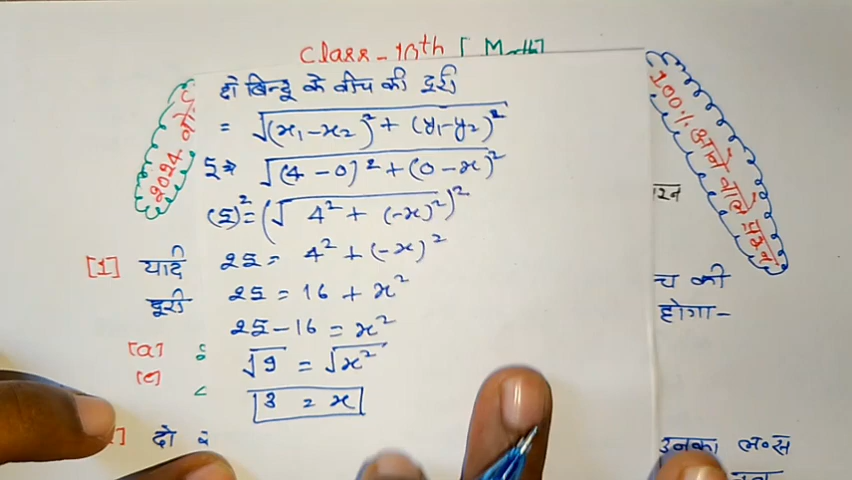 Class-10th [Math]
दो बिन्दू के बीच की दूरी
= √(x₁-x₂)² + (y₁-y₂)²
5 = √(4-0)² + (0-x)²
(5)² = (√4² + (-x)²)²
[1] यदि 25 = 4² + (-x)²
दूरी 25 = 16 + x²
25-16 = x²
[a] √9 = √x²
[c] 3 = x
दो
2024
100% आने वाले प्रश्न
च की
होगा-
उनका ल०स